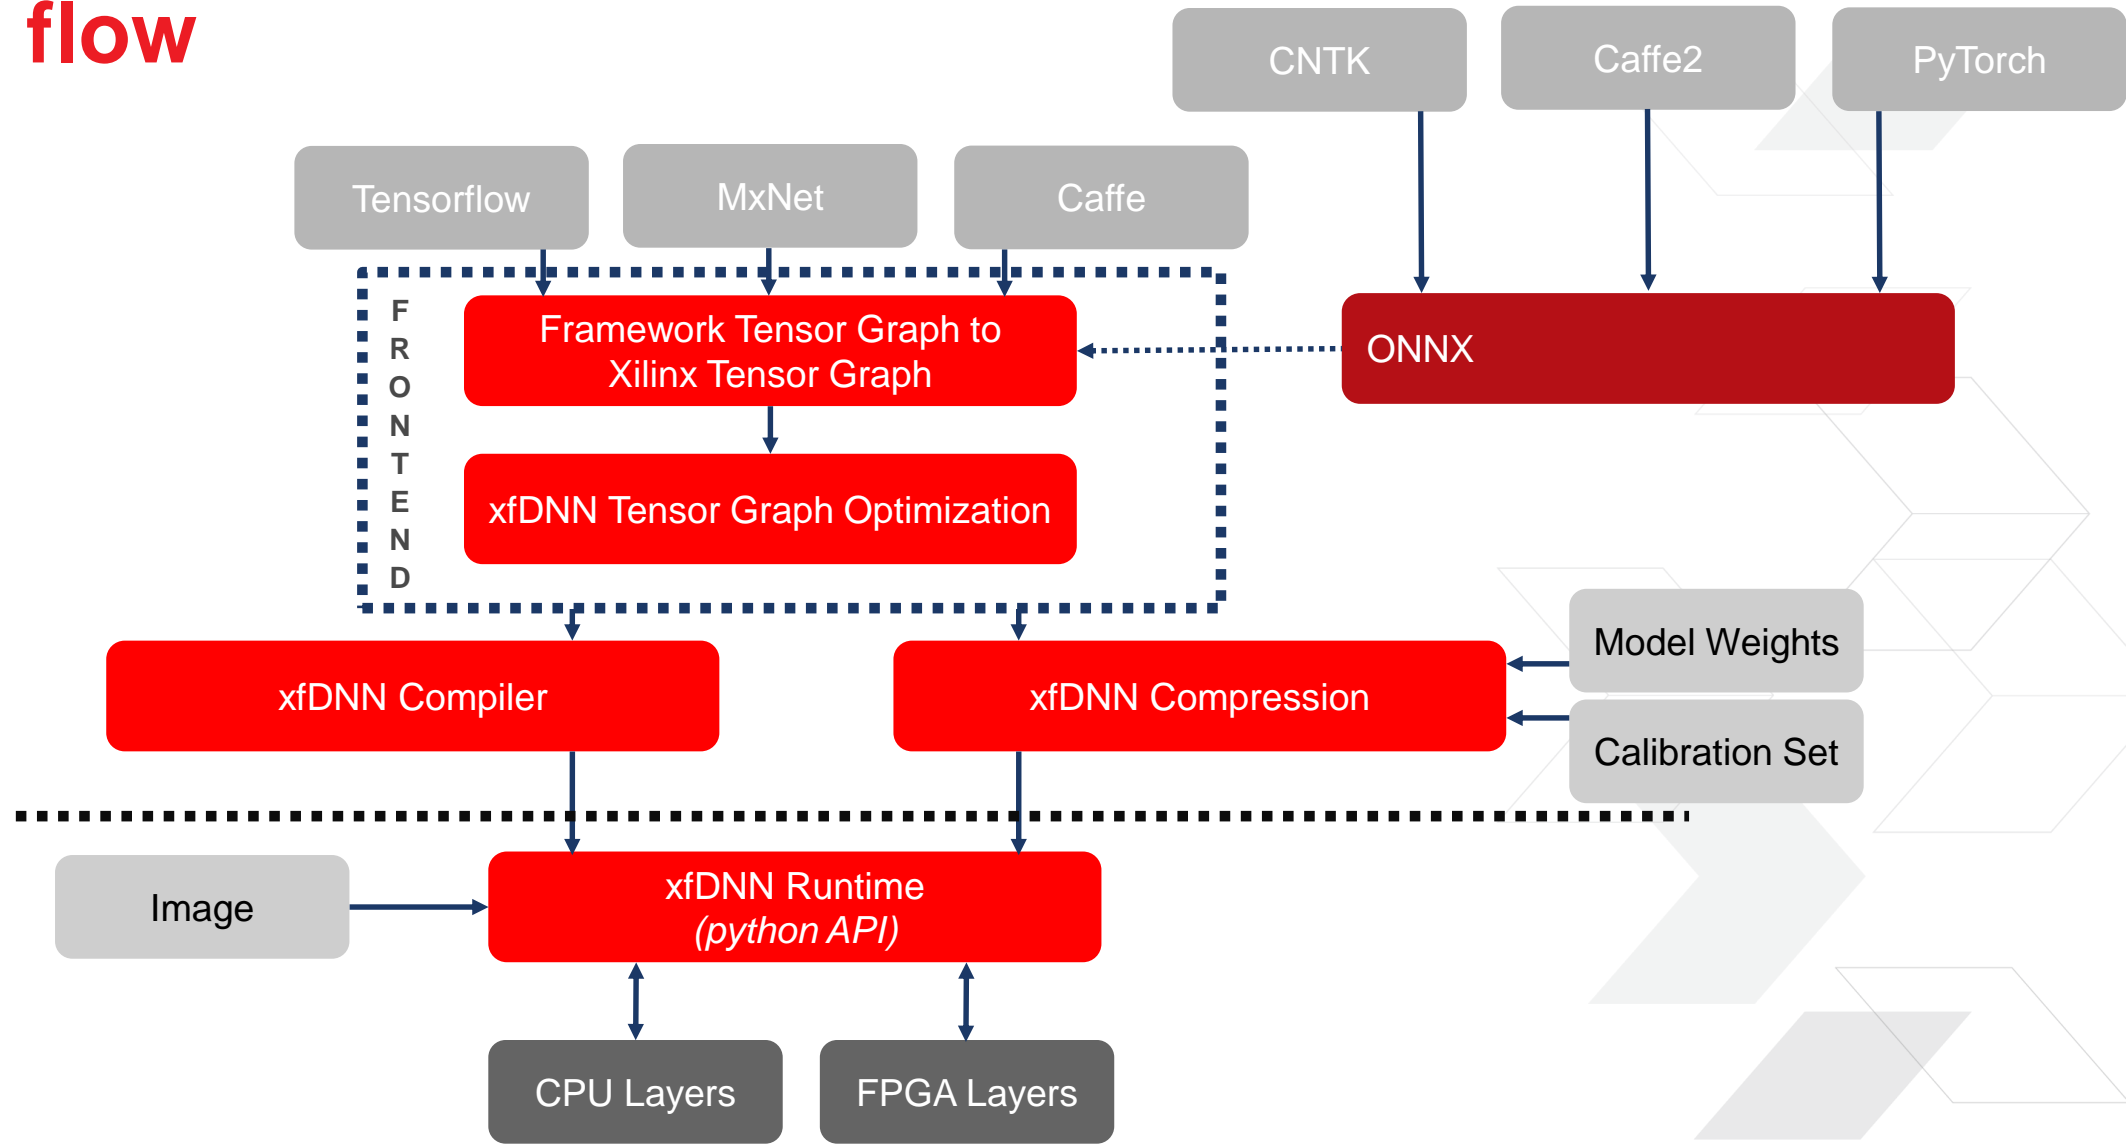 flow
CNTK
Caffe2
PyTorch
Tensorflow
MxNet
Caffe
F
R
O
N
T
E
N
D
Framework Tensor Graph to
Xilinx Tensor Graph
ONNX
xfDNN Tensor Graph Optimization
Model Weights
xfDNN Compiler
xfDNN Compression
Calibration Set
Image
xfDNN Runtime
(python API)
CPU Layers
FPGA Layers